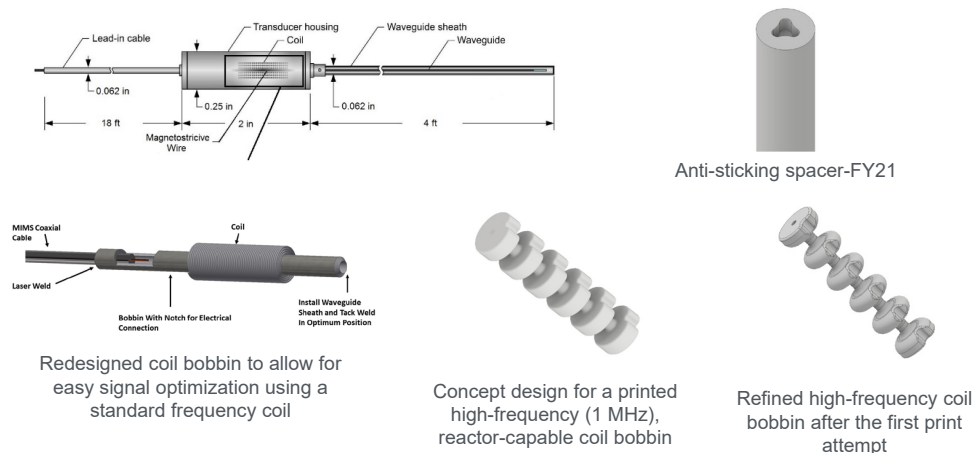 Transducer housing
Waveguide sheath
Coil
Lead-in cable
Waveguide
0.062 in
0.25 in
0.062 in
18 ft
2 in
4 ft
Magnetostricive
Wire
Anti-sticking spacer-FY21
MIMS Coaxial
Cable
Coil
Laser Weld
Bobbin With Notch for Electrical
Connection
Install Waveguide
Sheath and Tack Weld
In Optimum Position
Redesigned coil bobbin to allow for
easy signal optimization using a
standard frequency coil
Concept design for a printed
high-frequency (1 MHz),
reactor-capable coil bobbin
Refined high-frequency coil
bobbin after the first print
attempt